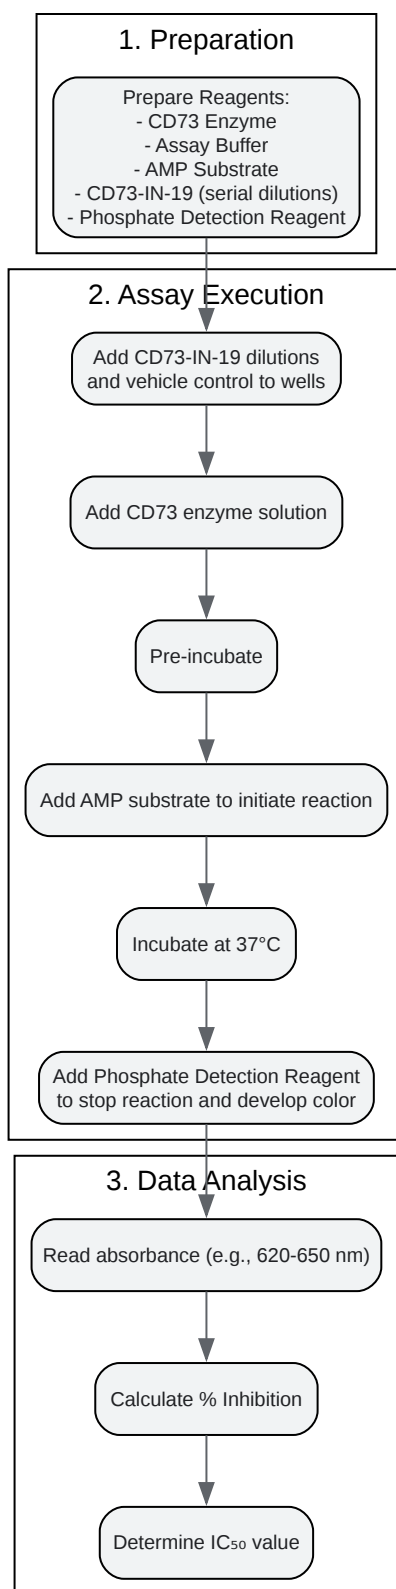 1. Preparation
Prepare Reagents:
- CD73 Enzyme
- Assay Buffer
- AMP Substrate
- CD73-IN-19 (serial dilutions)
- Phosphate Detection Reagent
2. Assay Execution
Add CD73-IN-19 dilutions
and vehicle control to wells
Add CD73 enzyme solution
Pre-incubate
Add AMP substrate to initiate reaction
Incubate at 37°C
Add Phosphate Detection Reagent
to stop reaction and develop color
3. Data Analysis
Read absorbance (e.g., 620-650 nm)
Calculate % Inhibition
Determine IC₅₀ value